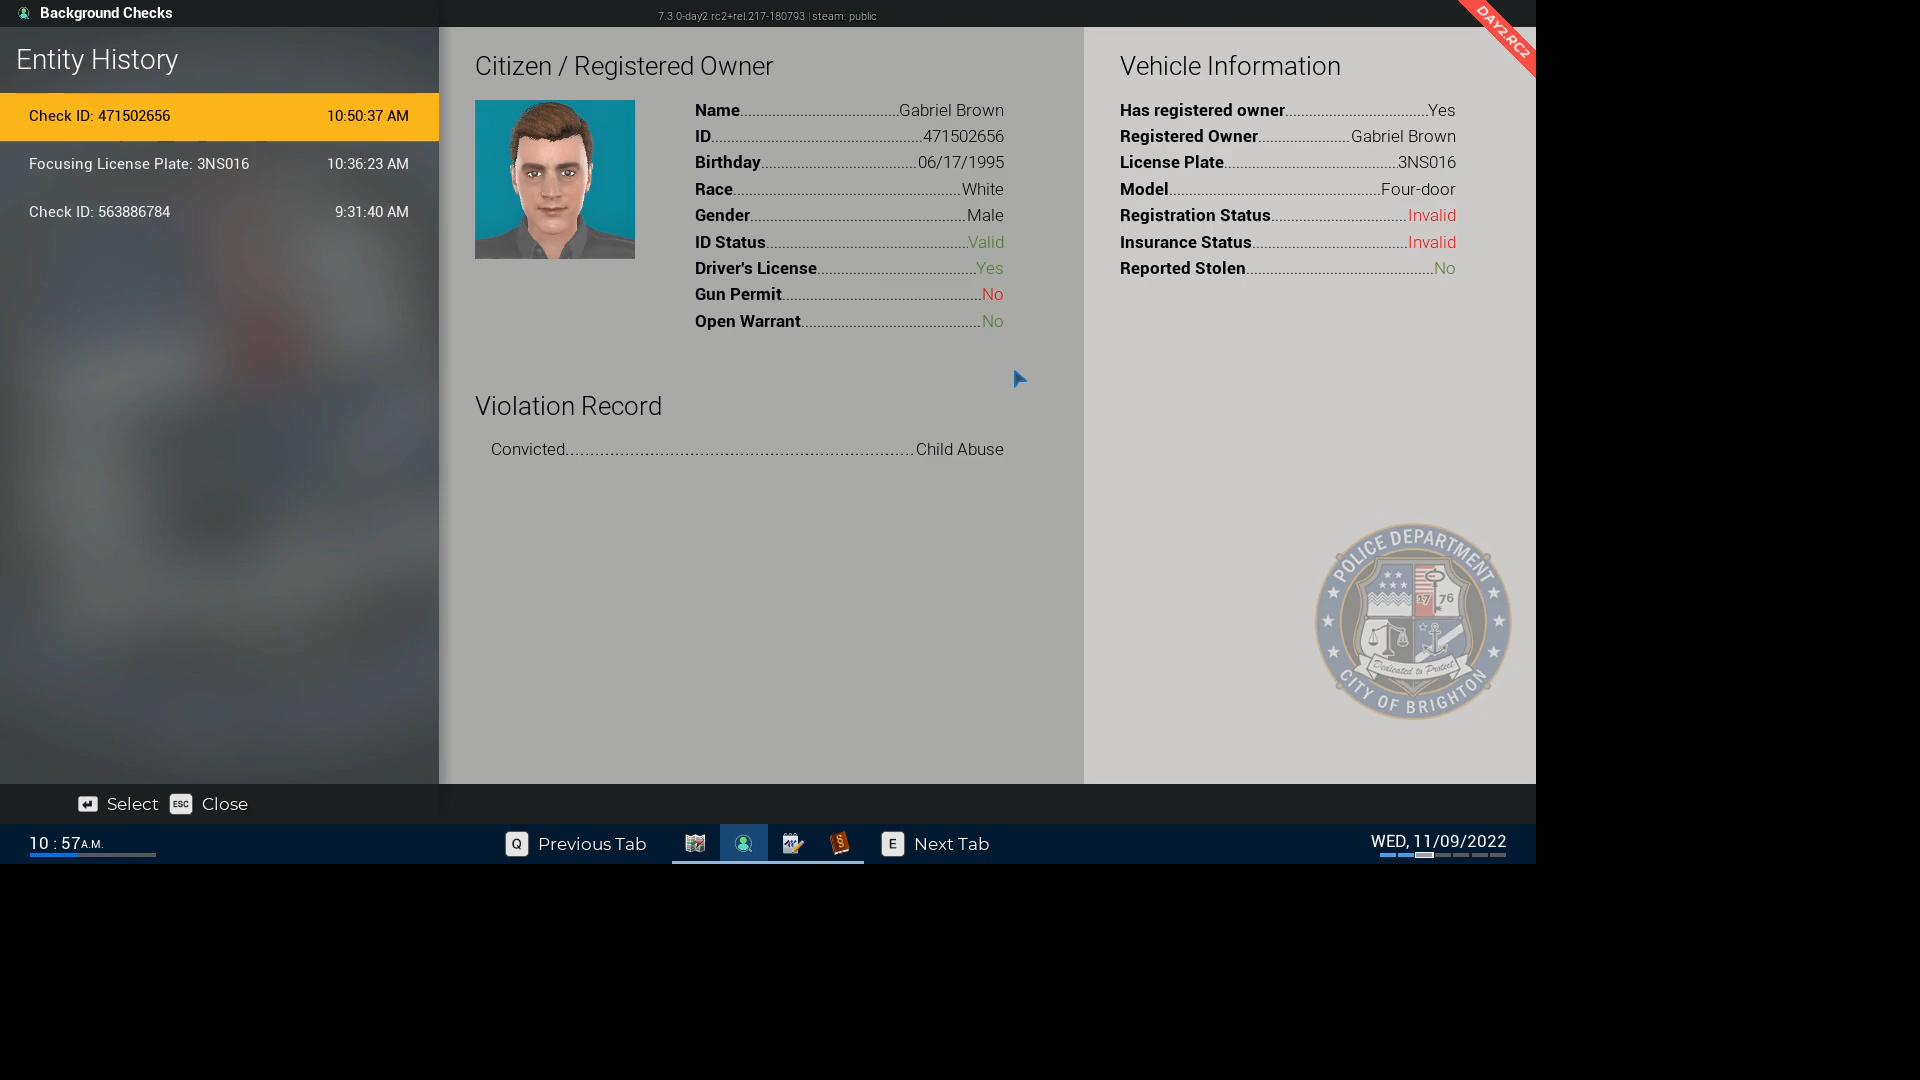 Background Checks
7.3.0-day2.rc2+rel.217-180793 | steam: public
DAY2.RC2
Entity History
Check ID: 471502656 10:50:37 AM
Focusing License Plate: 3NS016 10:36:23 AM
Check ID: 563886784 9:31:40 AM
Citizen / Registered Owner
Name Gabriel Brown
ID 471502656
Birthday 06/17/1995
Race White
Gender Male
ID Status Valid
Driver's License Yes
Gun Permit No
Open Warrant No
Violation Record
Convicted Child Abuse
Vehicle Information
Has registered owner Yes
Registered Owner Gabriel Brown
License Plate 3NS016
Model Four-door
Registration Status Invalid
Insurance Status Invalid
Reported Stolen No
POLICE DEPARTMENT
17 76
Dedicated to Protect
CITY OF BRIGHTON
Select ESC Close
10 : 57 A.M.
Q Previous Tab
E Next Tab
WED, 11/09/2022